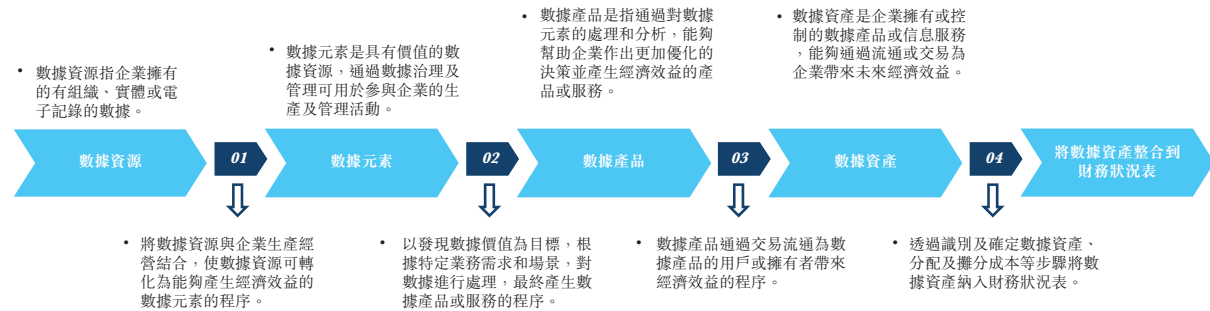 • 數據資源指企業擁有
的有組織、實體或電
子記錄的數據。
• 數據元素是具有價值的數
據資源，通過數據治理及
管理可用於參與企業的生
產及管理活動。
• 數據產品是指通過對數據
元素的處理和分析，能夠
幫助企業作出更加優化的
決策並產生經濟效益的產
品或服務。
• 數據資產是企業擁有或控
制的數據產品或信息服務
，能夠通過流通或交易為
企業帶來未來經濟效益。
數據資源
01
數據元素
02
數據產品
03
數據資產
04
將數據資產整合到
財務狀況表
• 將數據資源與企業生產經
營結合，使數據資源可轉
化為能夠產生經濟效益的
數據元素的程序。
• 以發現數據價值為目標，根
據特定業務需求和場景，對
數據進行處理，最終產生數
據產品或服務的程序。
• 數據產品通過交易流通為數
據產品的用戶或擁有者帶來
經濟效益的程序。
• 透過識別及確定數據資產、
分配及攤分成本等步驟將數
據資產納入財務狀況表。